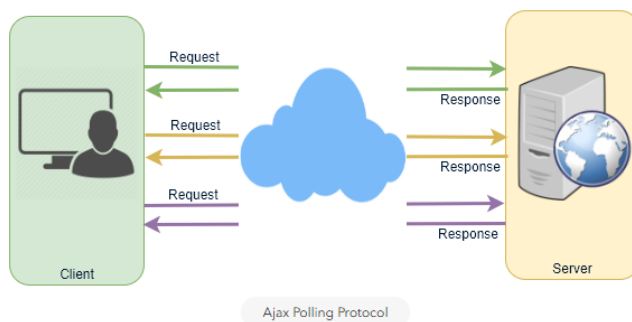 Request
Response
Request
Response
Request
Response
Client
Server
Ajax Polling Protocol